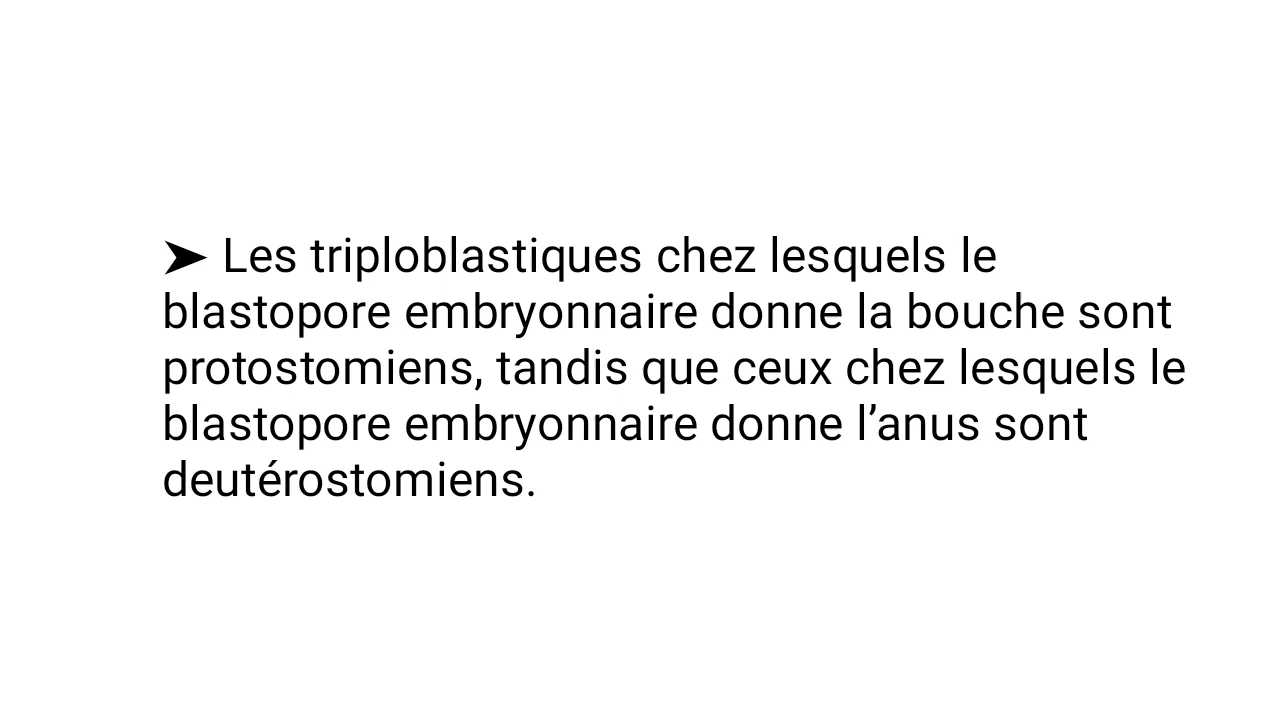 ➤ Les triploblastiques chez lesquels le
blastopore embryonnaire donne la bouche sont
protostomiens, tandis que ceux chez lesquels le
blastopore embryonnaire donne l’anus sont
deutérostomiens.